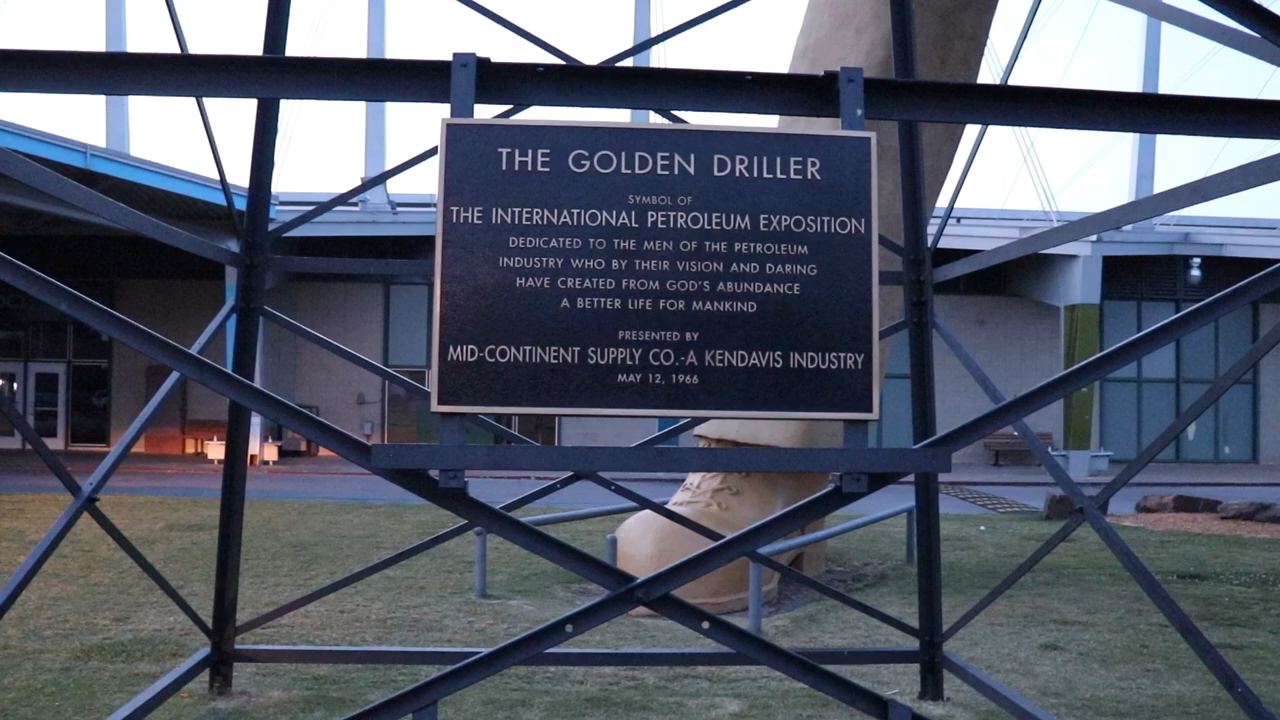 THE GOLDEN DRILLER
SYMBOL OF
THE INTERNATIONAL PETROLEUM EXPOSITION
DEDICATED TO THE MEN OF THE PETROLEUM
INDUSTRY WHO BY THEIR VISION AND DARING
HAVE CREATED FROM GOD'S ABUNDANCE
A BETTER LIFE FOR MANKIND
PRESENTED BY
MID-CONTINENT SUPPLY CO.-A KENDAVIS INDUSTRY
MAY 12, 1966